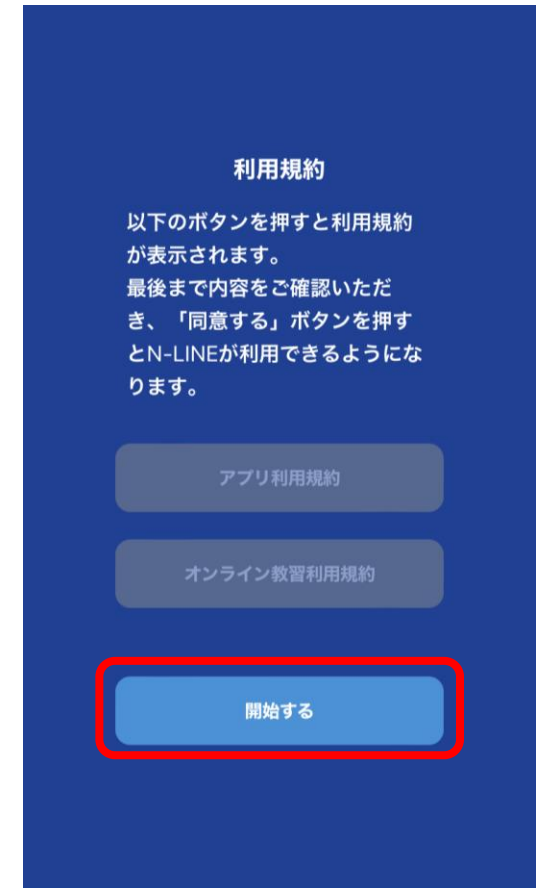 利用規約
以下のボタンを押すと利用規約
が表示されます。
最後まで内容をご確認いただ
き、「同意する」ボタンを押す
とN-LINEが利用できるようにな
ります。
アプリ利用規約
オンライン教習利用規約
開始する